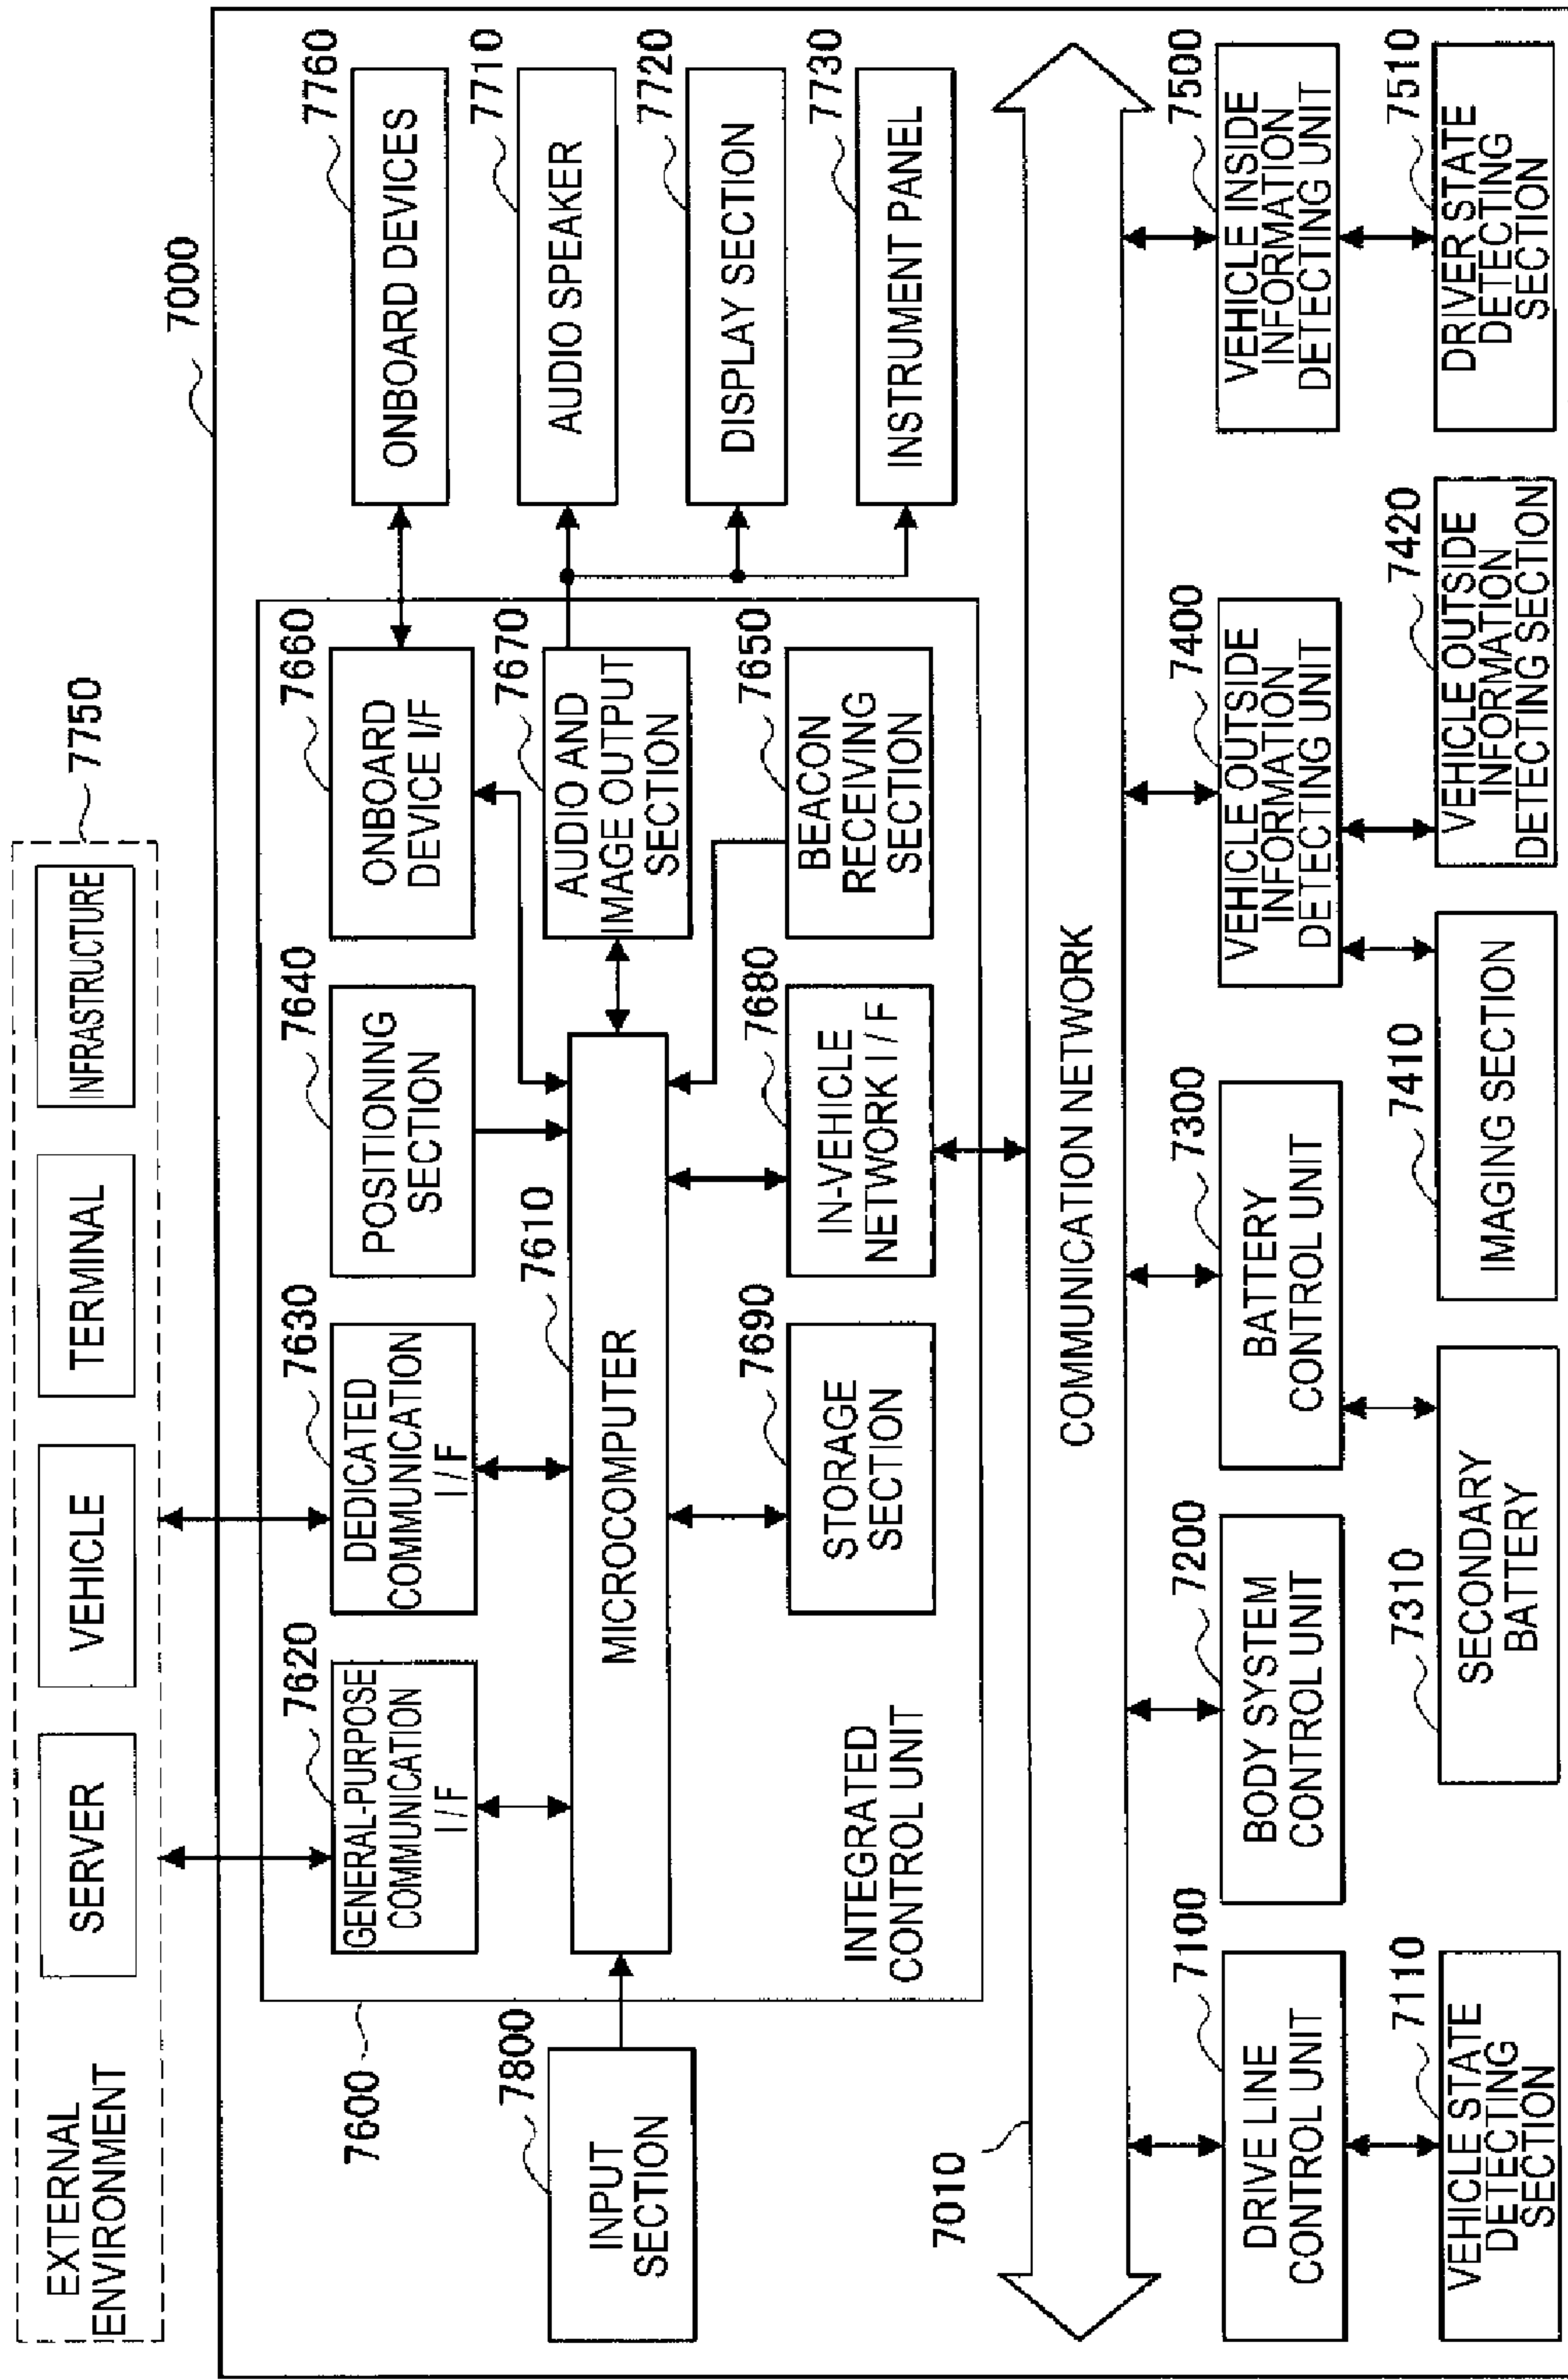 EXTERNAL
ENVIRONMENT
SERVER
VEHICLE
TERMINAL
INFRASTRUCTURE
7750
7000
7600
7620
GENERAL-PURPOSE
COMMUNICATION
I/F
7630
DEDICATED
COMMUNICATION
I/F
7640
POSITIONING
SECTION
7660
ONBOARD
DEVICE I/F
7760
ONBOARD DEVICES
7800
INPUT
SECTION
7610
MICROCOMPUTER
7670
AUDIO AND
IMAGE OUTPUT
SECTION
7710
AUDIO SPEAKER
7720
DISPLAY SECTION
7730
INSTRUMENT PANEL
INTEGRATED
CONTROL UNIT
7690
STORAGE
SECTION
7680
IN-VEHICLE
NETWORK I/F
7650
BEACON
RECEIVING
SECTION
7010
COMMUNICATION NETWORK
7100
DRIVE LINE
CONTROL UNIT
7200
BODY SYSTEM
CONTROL UNIT
7300
BATTERY
CONTROL UNIT
7400
VEHICLE OUTSIDE
INFORMATION
DETECTING UNIT
7500
VEHICLE INSIDE
INFORMATION
DETECTING UNIT
7110
VEHICLE STATE
DETECTING
SECTION
7310
SECONDARY
BATTERY
7410
IMAGING SECTION
7420
VEHICLE OUTSIDE
INFORMATION
DETECTING SECTION
7510
DRIVER STATE
DETECTING
SECTION